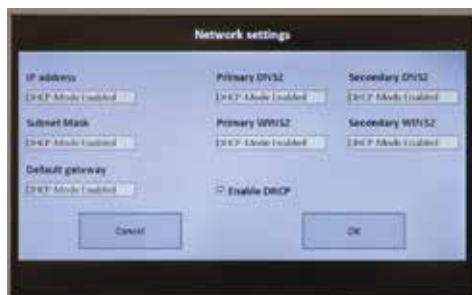 Network settings
IP address
DHCP Mode Enabled
Subnet Mask
DHCP Mode Enabled
Default gateway
DHCP Mode Enabled
Primary DNS2
DHCP Mode Enabled
Secondary DNS2
DHCP Mode Enabled
Primary WINS2
DHCP Mode Enabled
Secondary WINS2
DHCP Mode Enabled
Enable DHCP
Cancel
OK